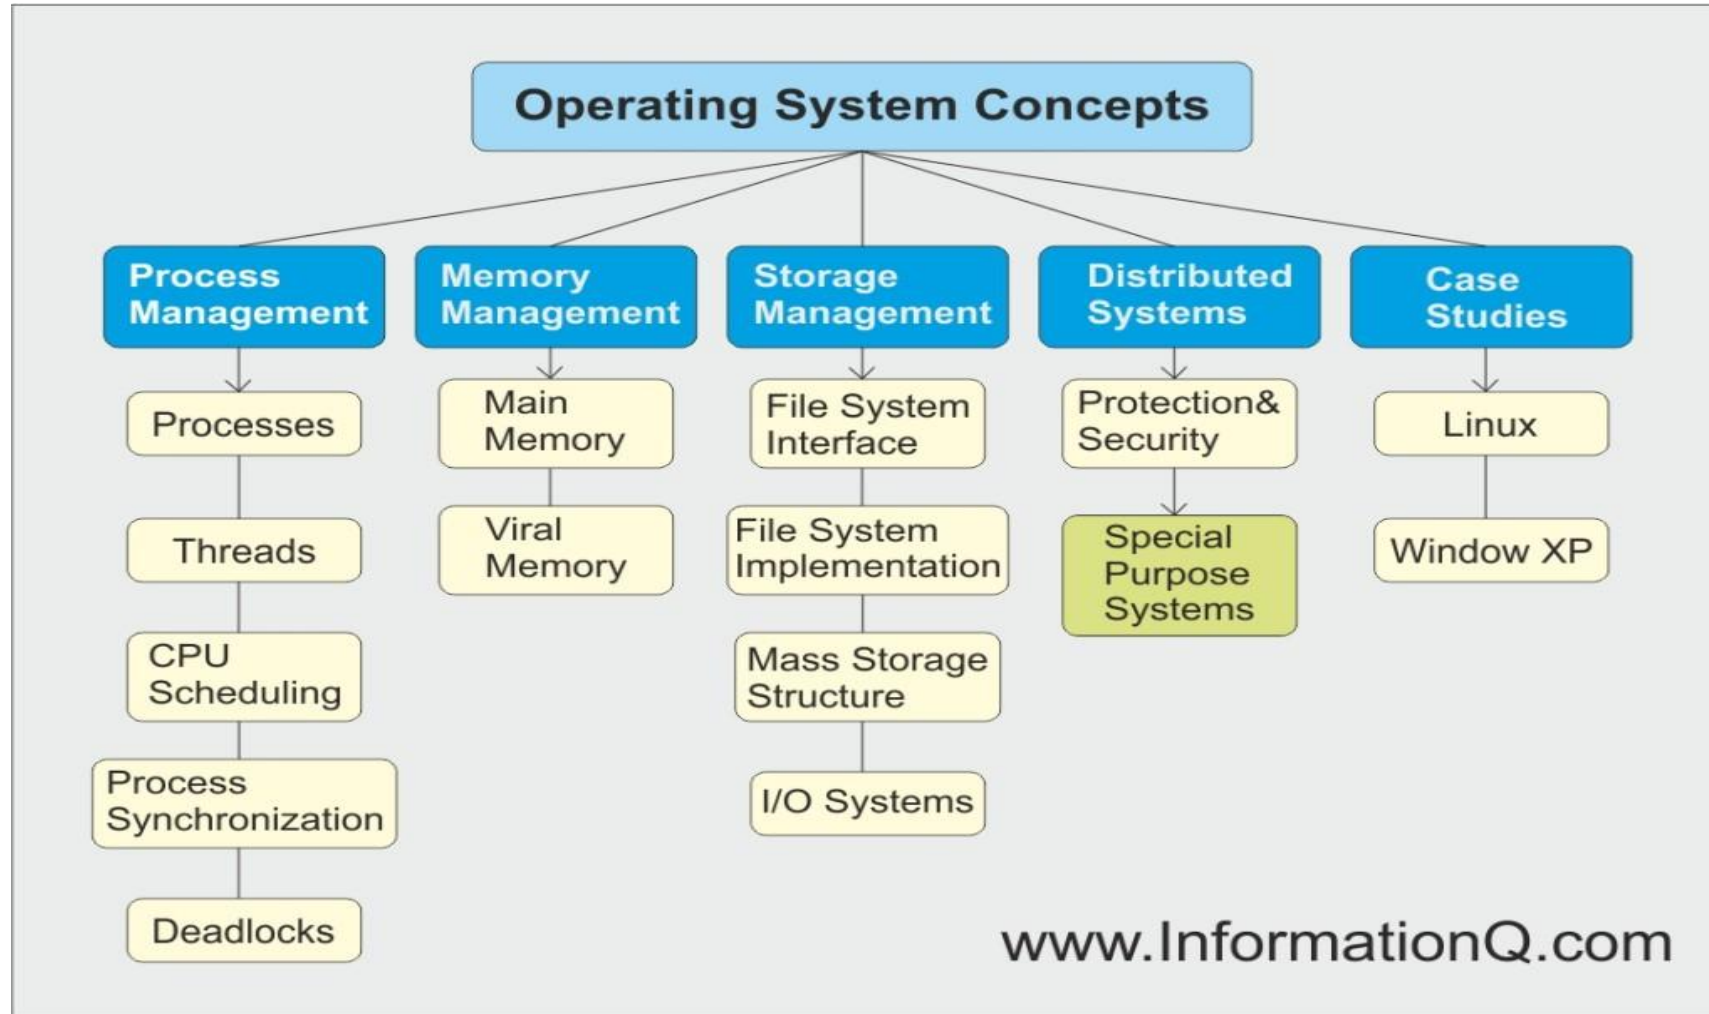 Operating System Concepts
Process
Management
Memory
Management
Storage
Management
Distributed
Systems
Case
Studies
Processes
Threads
CPU
Scheduling
Process
Synchronization
Deadlocks
Main
Memory
Viral
Memory
File System
Interface
File System
Implementation
Mass Storage
Structure
I/O Systems
Protection&
Security
Special
Purpose
Systems
Linux
Window XP
www.InformationQ.com